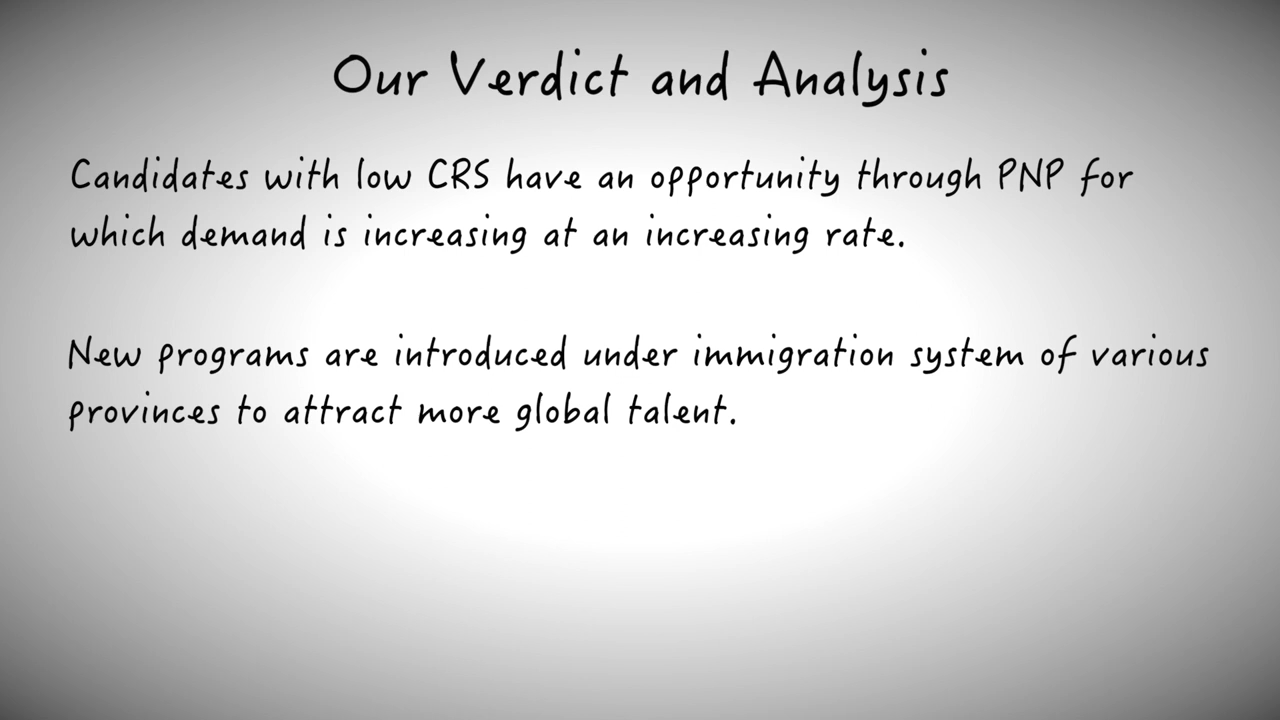 Our Verdict and Analysis
Candidates with low CRS have an opportunity through PNP for
which demand is increasing at an increasing rate.
New programs are introduced under immigration system of various
provinces to attract more global talent.